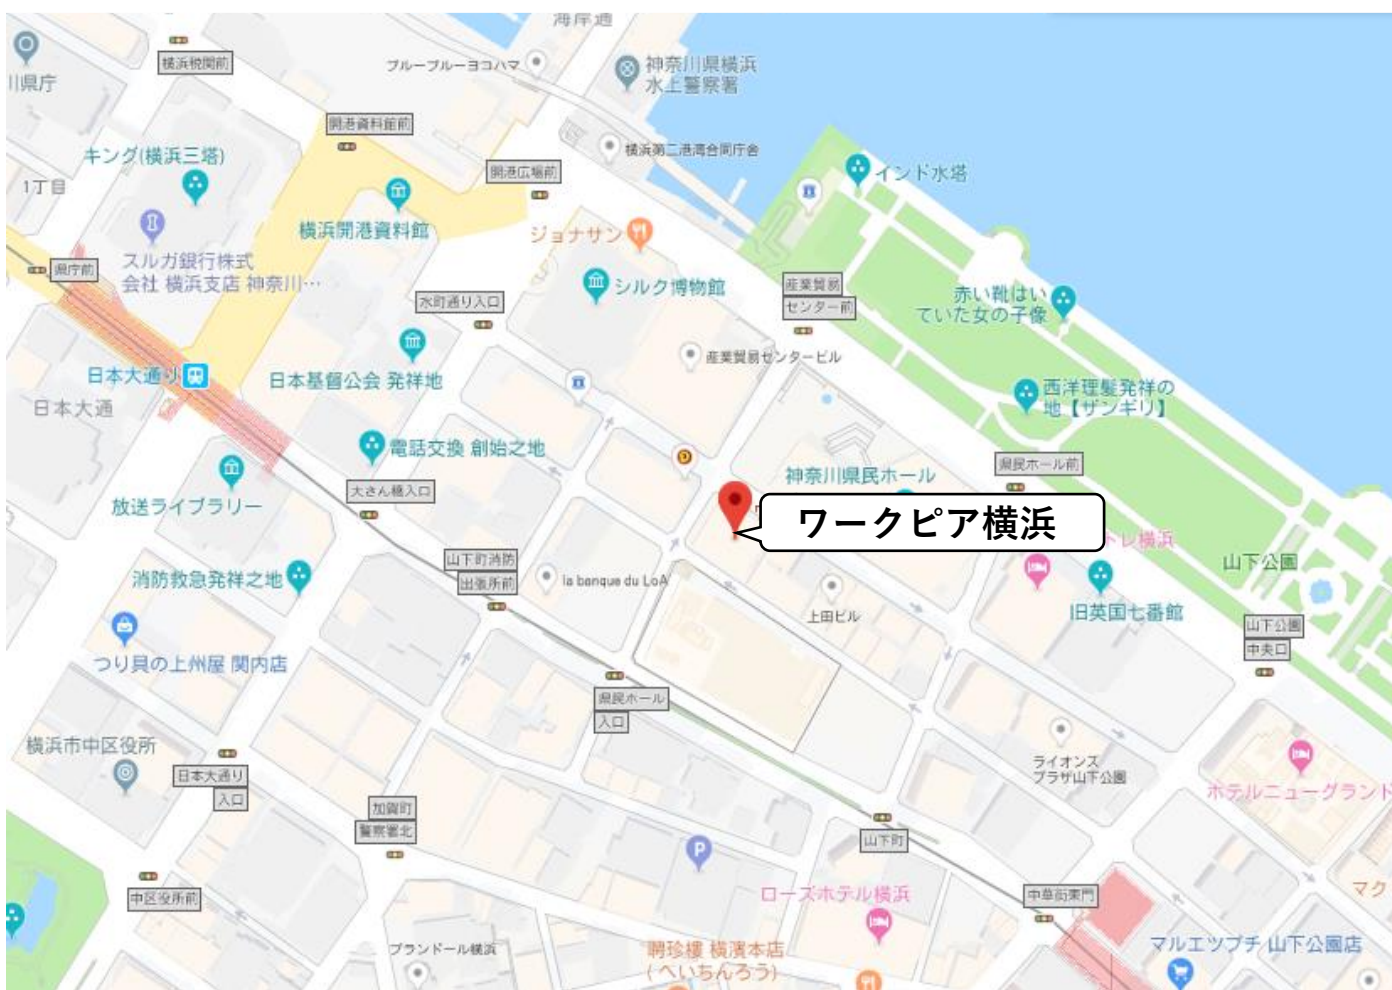 海岸通
横浜税関前
ブルーブルーヨコハマ
神奈川県横浜
水上警察署
川県庁
開港資料館前
横浜第二港湾合同庁舎
キング(横浜三塔)
開港広場前
インド水塔
1丁目
横浜開港資料館
ジョナサン
県庁前
スルガ銀行株式
会社 横浜支店 神奈川…
シルク博物館
産業貿易
センター前
赤い靴はい
ていた女の子像
水町通り入口
産業貿易センタービル
日本大通り
日本基督公会 発祥地
日本大通
西洋理髪発祥の
地【ザンギリ】
電話交換 創始之地
神奈川県民ホール
県民ホール前
大さん橋入口
放送ライブラリー
ワークピア横浜
トレ横浜
山下町消防
出張所前
la banque du LoA
山下公園
消防救急発祥之地
上田ビル
旧英国七番館
山下公園
中央口
つり具の上州屋 関内店
県民ホール
入口
横浜市中区役所
日本大通り
入口
ライオンズ
プラザ山下公園
ホテルニューグランド
加賀町
警察署北
P
山下町
中区役所前
ローズホテル横浜
中華街東門
マク
ブランドール横浜
聘珍樓 横濱本店
(へいちんろう)
マルエツプチ 山下公園店